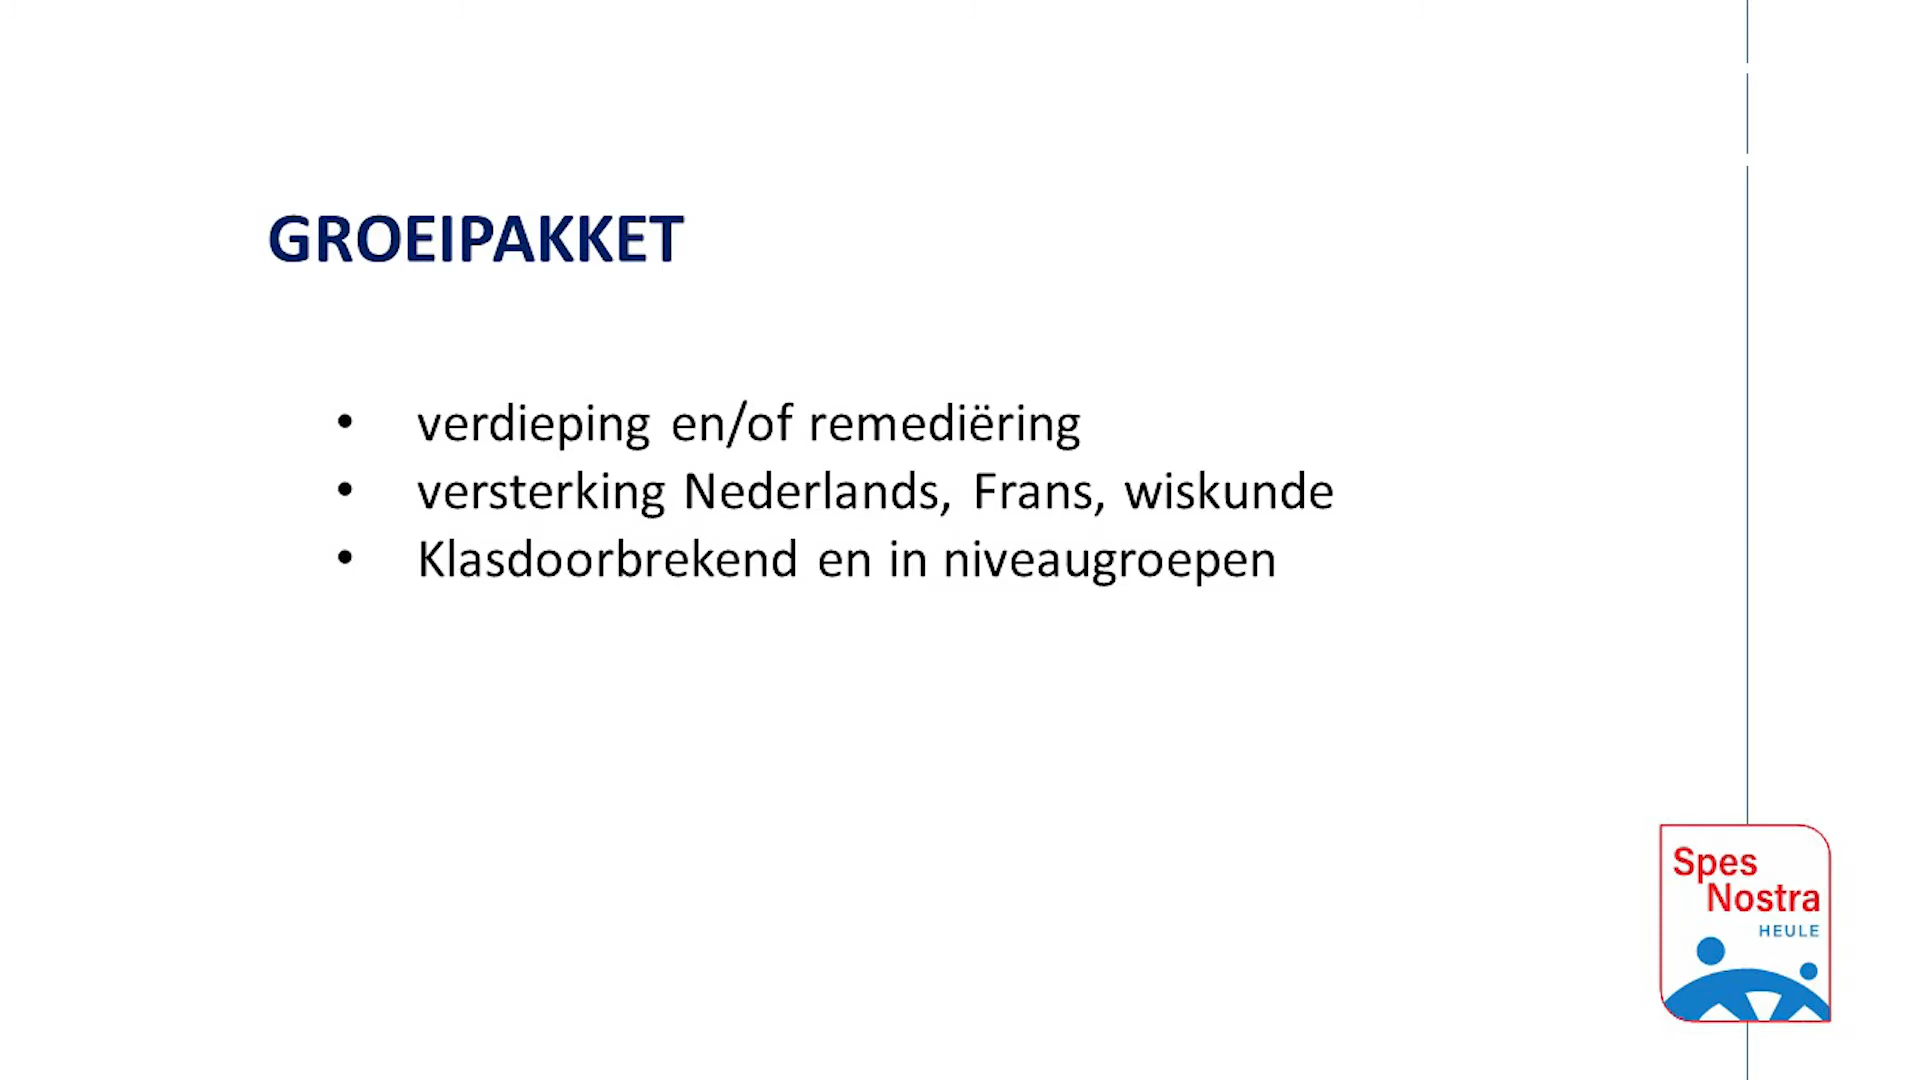 GROEIPAKKET
• verdieping en/of remediëring
• versterking Nederlands, Frans, wiskunde
• Klasdoorbrekend en in niveaugroepen
Spes
Nostra
HEULE